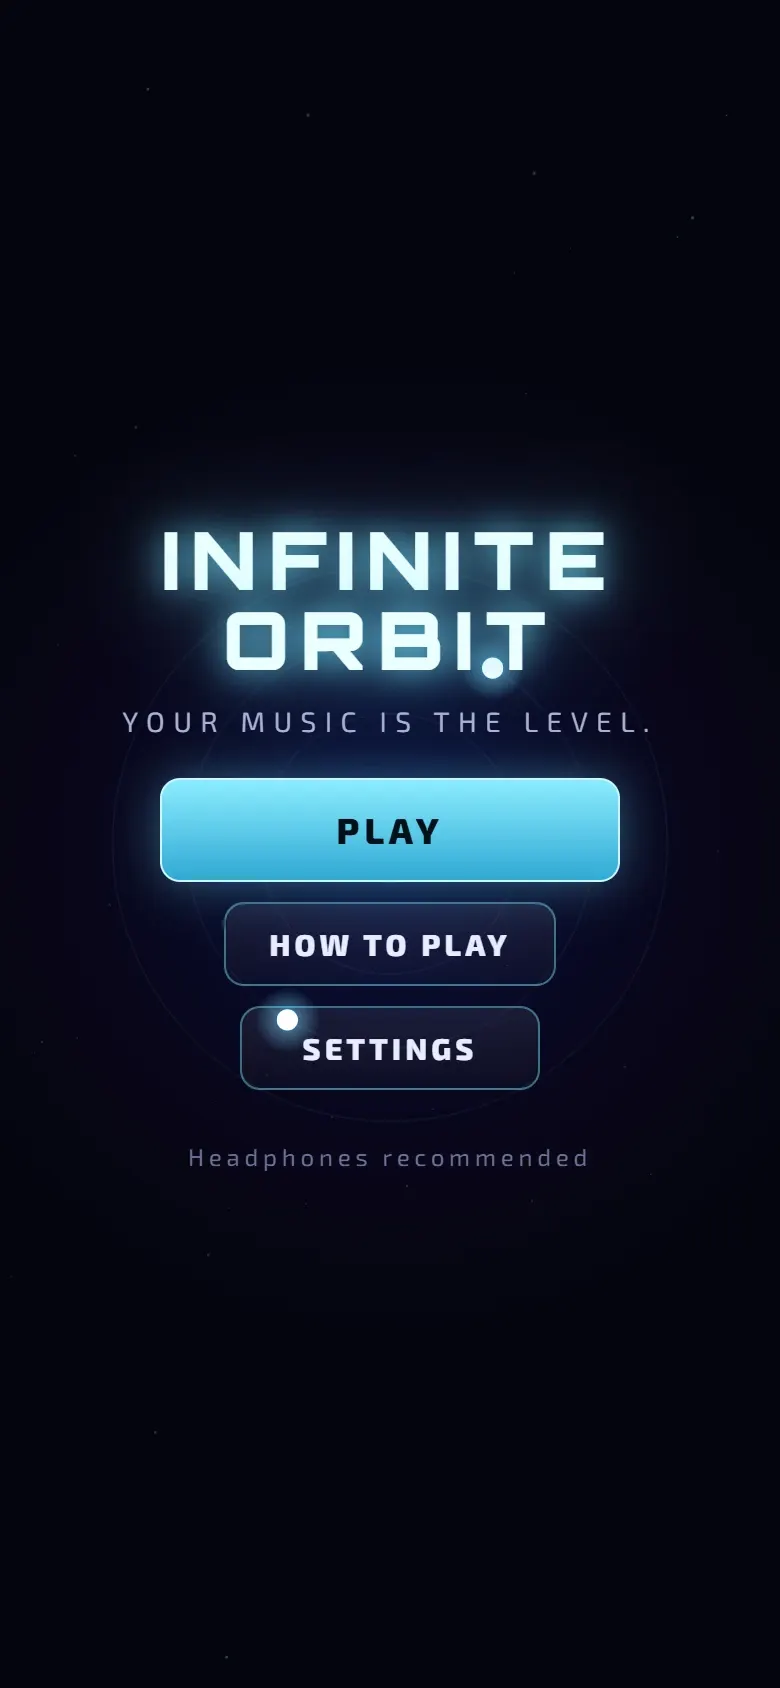 INFINITE
ORBIT
YOUR MUSIC IS THE LEVEL.
PLAY
HOW TO PLAY
SETTINGS
Headphones recommended